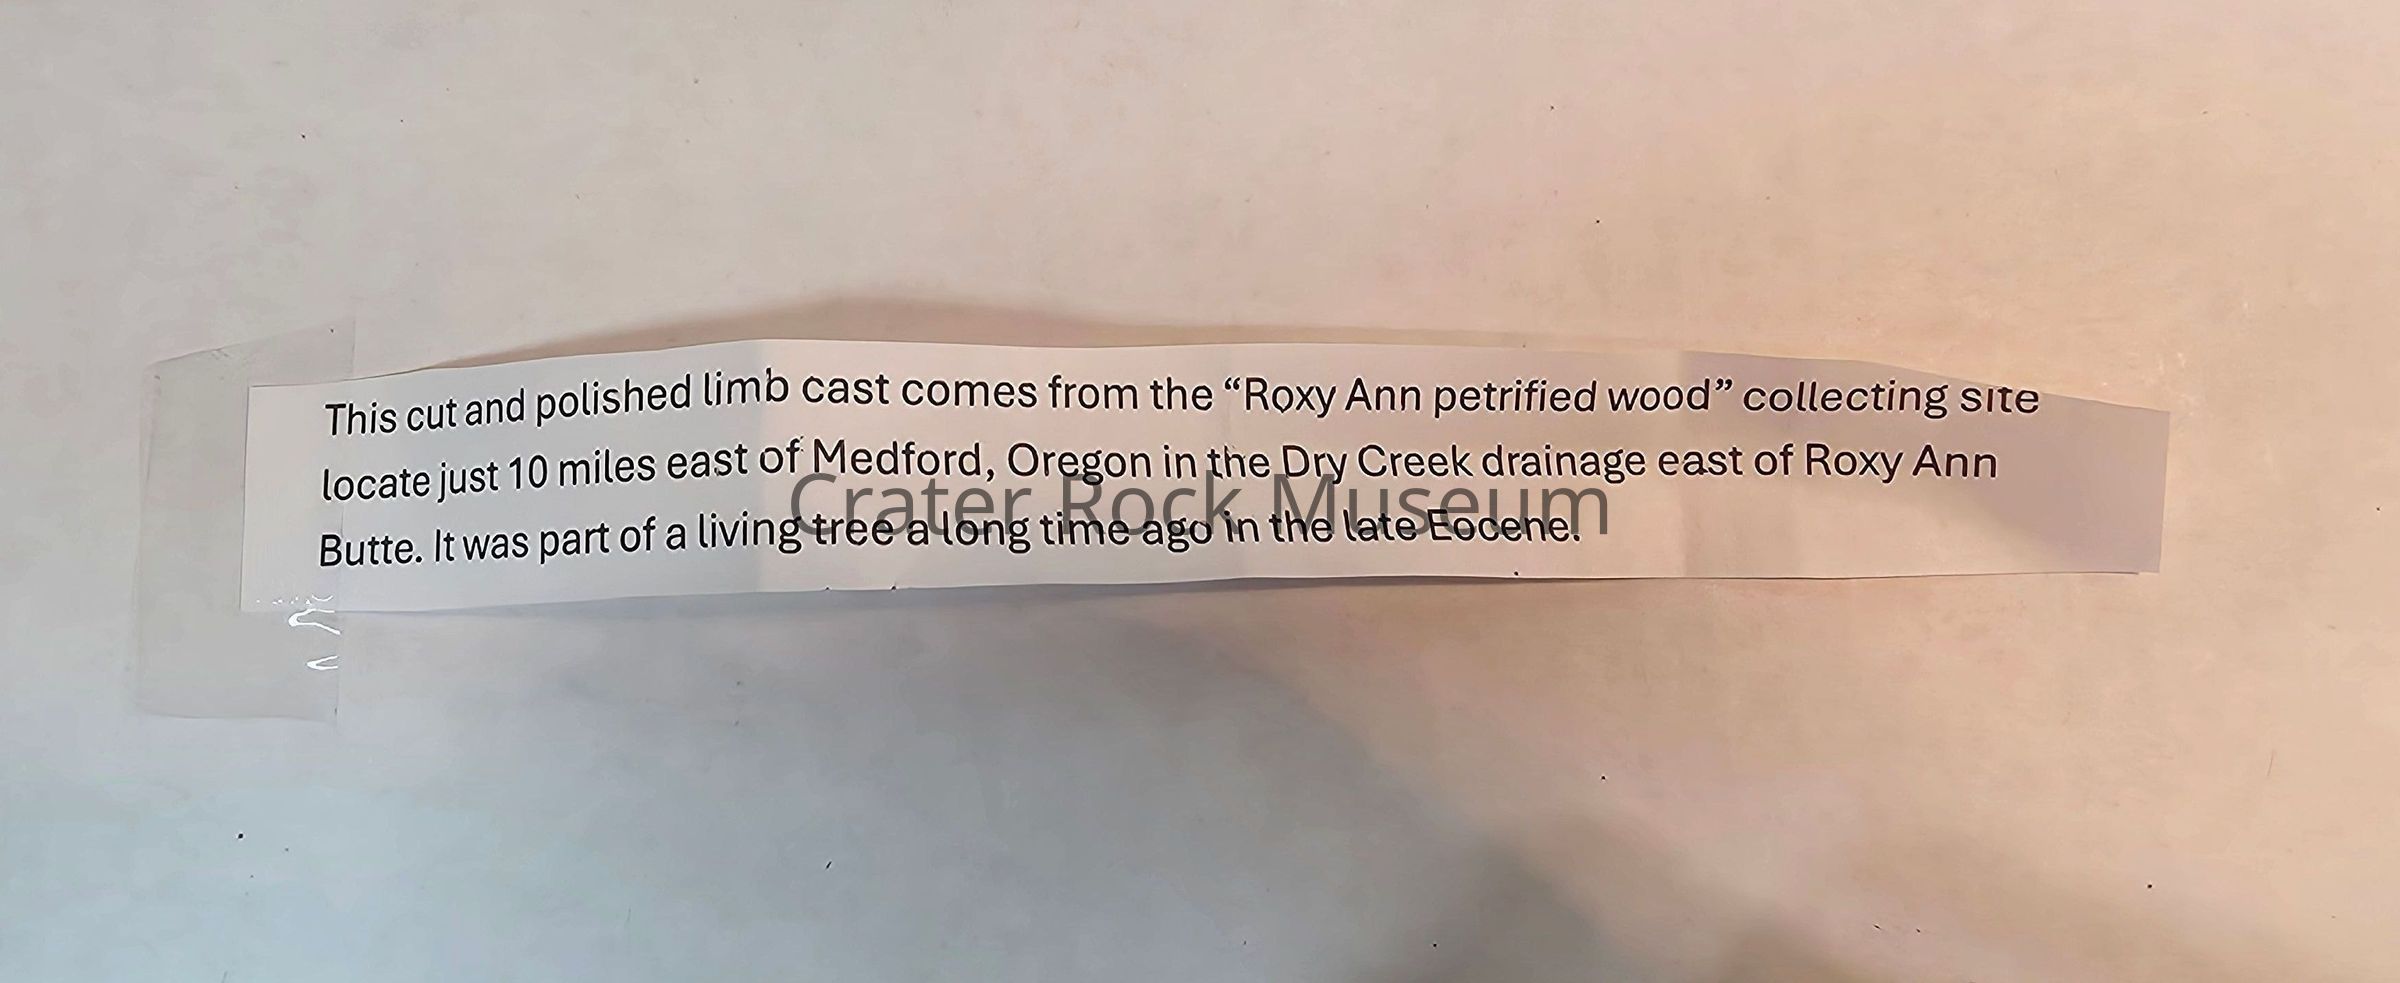 This cut and polished limb cast comes from the “Roxy Ann petrified wood” collecting site
locate just 10 miles east of Medford, Oregon in the Dry Creek drainage east of Roxy Ann
Butte. It was part of a living tree a long time ago in the late Eocene.
Crater Rock Museum